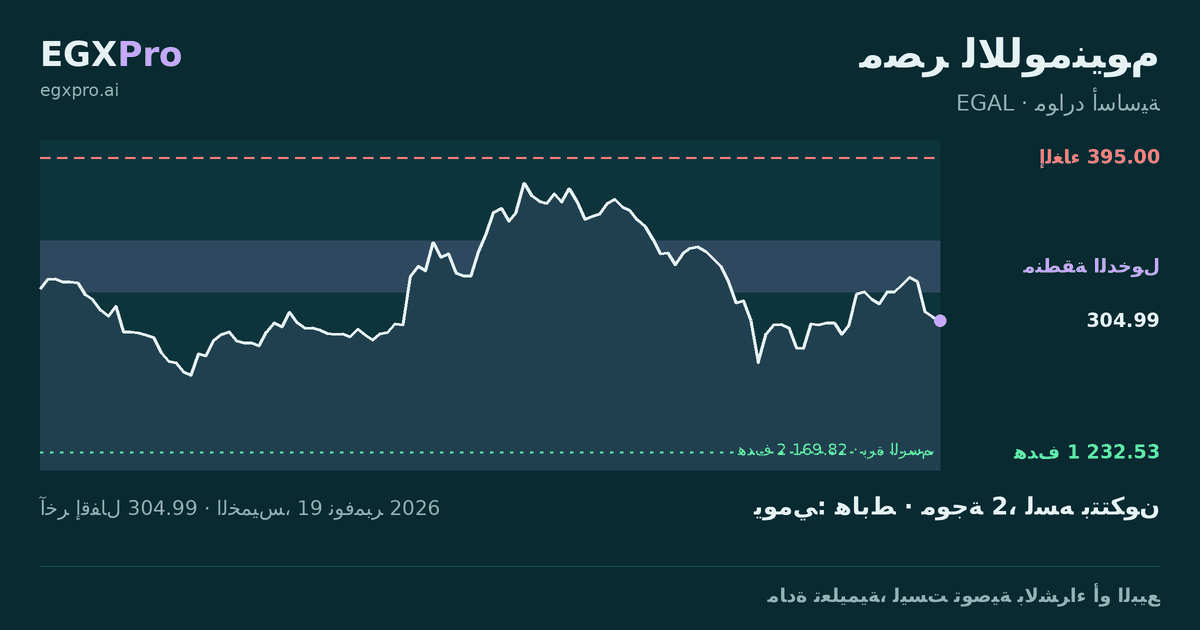 EGXPro
egxpro.ai
مصر للالومنيوم
EGAL · موارد أساسية
إلغاء 395.00
منطقة الدخول
304.99
هدف 2 169.82 · برة الرسم
هدف 1 232.53
يومي: هابط · موجة 2، لسه بتتكون
آخر إقفال 304.99 · الخميس، 19 نوفمبر 2026
مادة تعليمية، ليست توصية بالشراء أو البيع